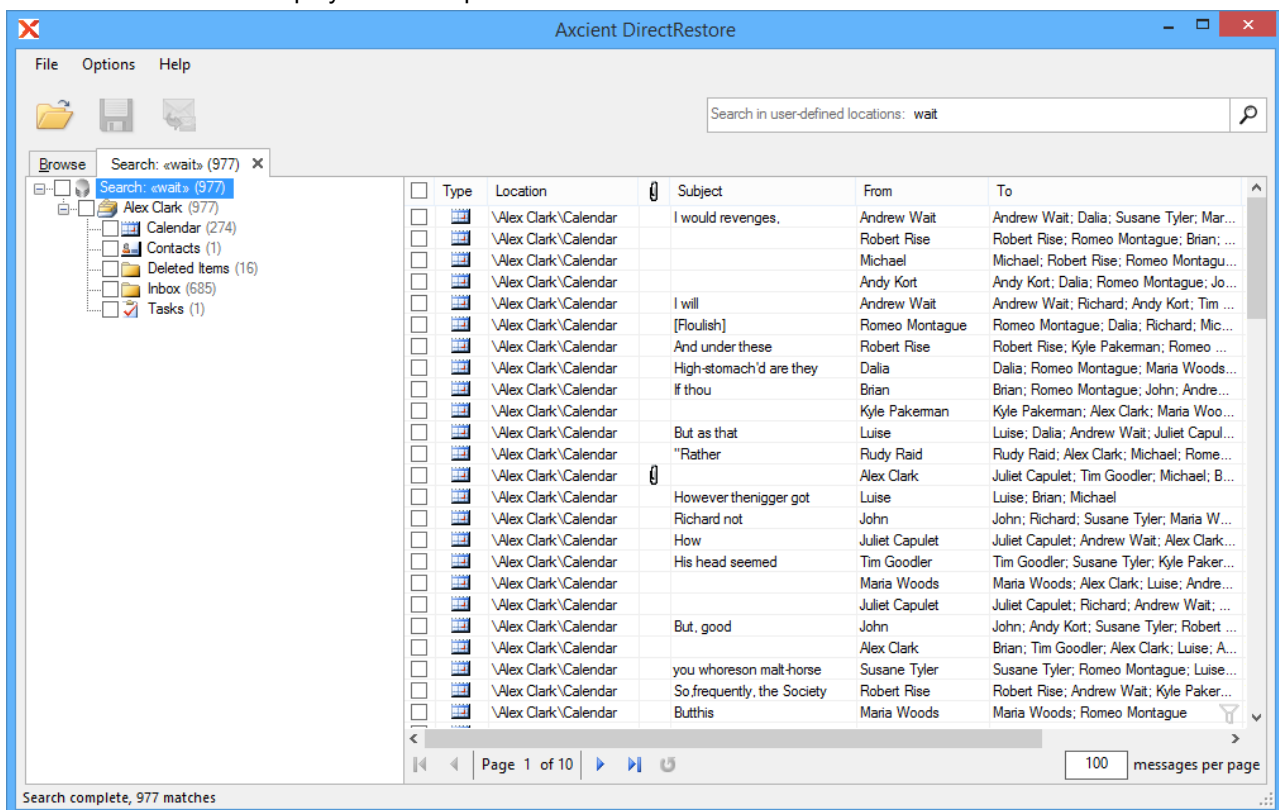 Axcient DirectRestore
File Options Help
Search in user-defined locations: wait
Browse Search: «wait» (977)
Search: «wait» (977)
Alex Clark (977)
Calendar (274)
Contacts (1)
Deleted Items (16)
Inbox (685)
Tasks (1)
Type Location Subject From To
\Alex Clark\Calendar I would revenges, Andrew Wait Andrew Wait; Dalia; Susane Tyler; Mar...
\Alex Clark\Calendar Robert Rise Robert Rise; Romeo Montague; Brian; ...
\Alex Clark\Calendar Michael Michael; Robert Rise; Romeo Montagu...
\Alex Clark\Calendar Andy Kort Andy Kort; Dalia; Romeo Montague; Jo...
\Alex Clark\Calendar I will Andrew Wait Andrew Wait; Richard; Andy Kort; Tim ...
\Alex Clark\Calendar [Floulish] Romeo Montague Romeo Montague; Dalia; Richard; Mic...
\Alex Clark\Calendar And under these Robert Rise Robert Rise; Kyle Pakerman; Romeo ...
\Alex Clark\Calendar High-stomach'd are they Dalia Dalia; Romeo Montague; Maria Woods...
\Alex Clark\Calendar If thou Brian Brian; Romeo Montague; John; Andre...
\Alex Clark\Calendar Kyle Pakerman Kyle Pakerman; Alex Clark; Maria Woo...
\Alex Clark\Calendar But as that Luise Luise; Dalia; Andrew Wait; Juliet Capul...
\Alex Clark\Calendar "Rather Rudy Raid Rudy Raid; Alex Clark; Michael; Rome...
\Alex Clark\Calendar Alex Clark Juliet Capulet; Tim Goodler; Michael; B...
\Alex Clark\Calendar However thenigger got Luise Luise; Brian; Michael
\Alex Clark\Calendar Richard not John John; Richard; Susane Tyler; Maria W...
\Alex Clark\Calendar How Juliet Capulet Juliet Capulet; Andrew Wait; Alex Clark...
\Alex Clark\Calendar His head seemed Tim Goodler Tim Goodler; Susane Tyler; Kyle Paker...
\Alex Clark\Calendar Maria Woods Maria Woods; Alex Clark; Luise; Andre...
\Alex Clark\Calendar Juliet Capulet Juliet Capulet; Richard; Andrew Wait; ...
\Alex Clark\Calendar But, good John John; Andy Kort; Susane Tyler; Robert ...
\Alex Clark\Calendar Alex Clark Brian; Tim Goodler; Alex Clark; Luise; A...
\Alex Clark\Calendar you whoreson malt-horse Susane Tyler Susane Tyler; Romeo Montague; Luise...
\Alex Clark\Calendar So,frequently, the Society Robert Rise Robert Rise; Andrew Wait; Kyle Paker...
\Alex Clark\Calendar Butthis Maria Woods Maria Woods; Romeo Montague
Page 1 of 10 100 messages per page
Search complete, 977 matches